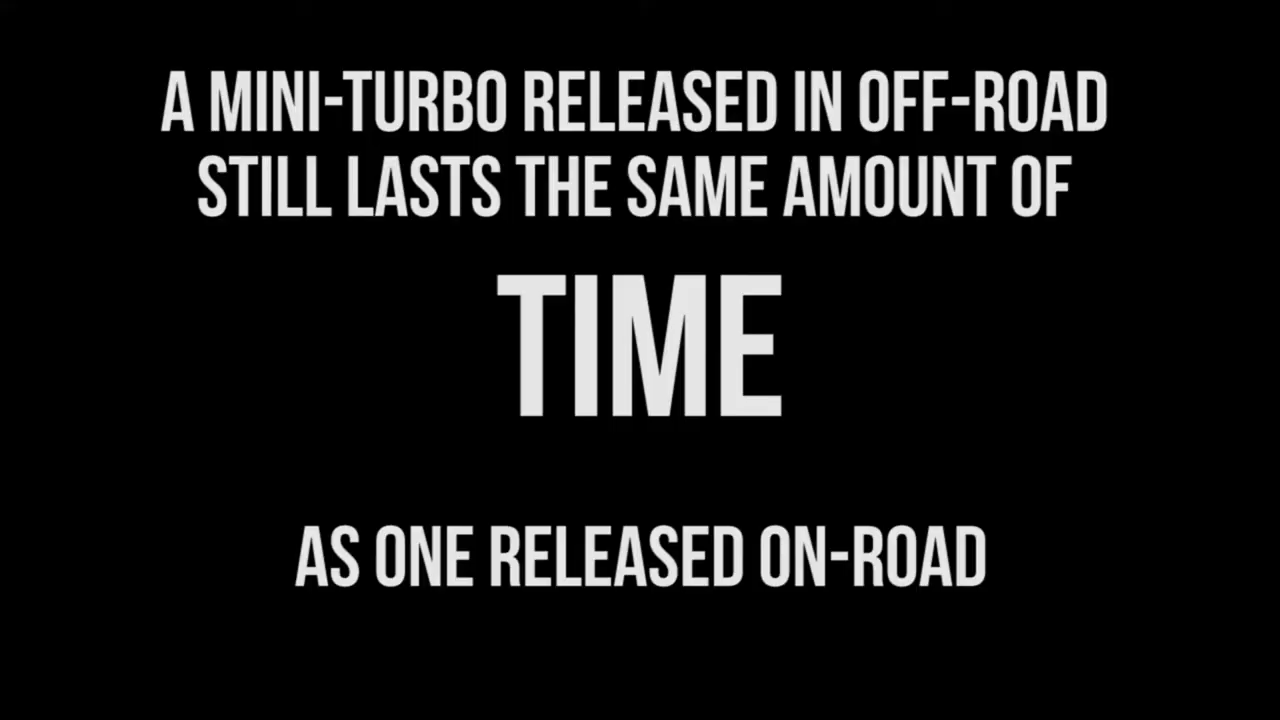 A MINI-TURBO RELEASED IN OFF-ROAD
STILL LASTS THE SAME AMOUNT OF
TIME
AS ONE RELEASED ON-ROAD